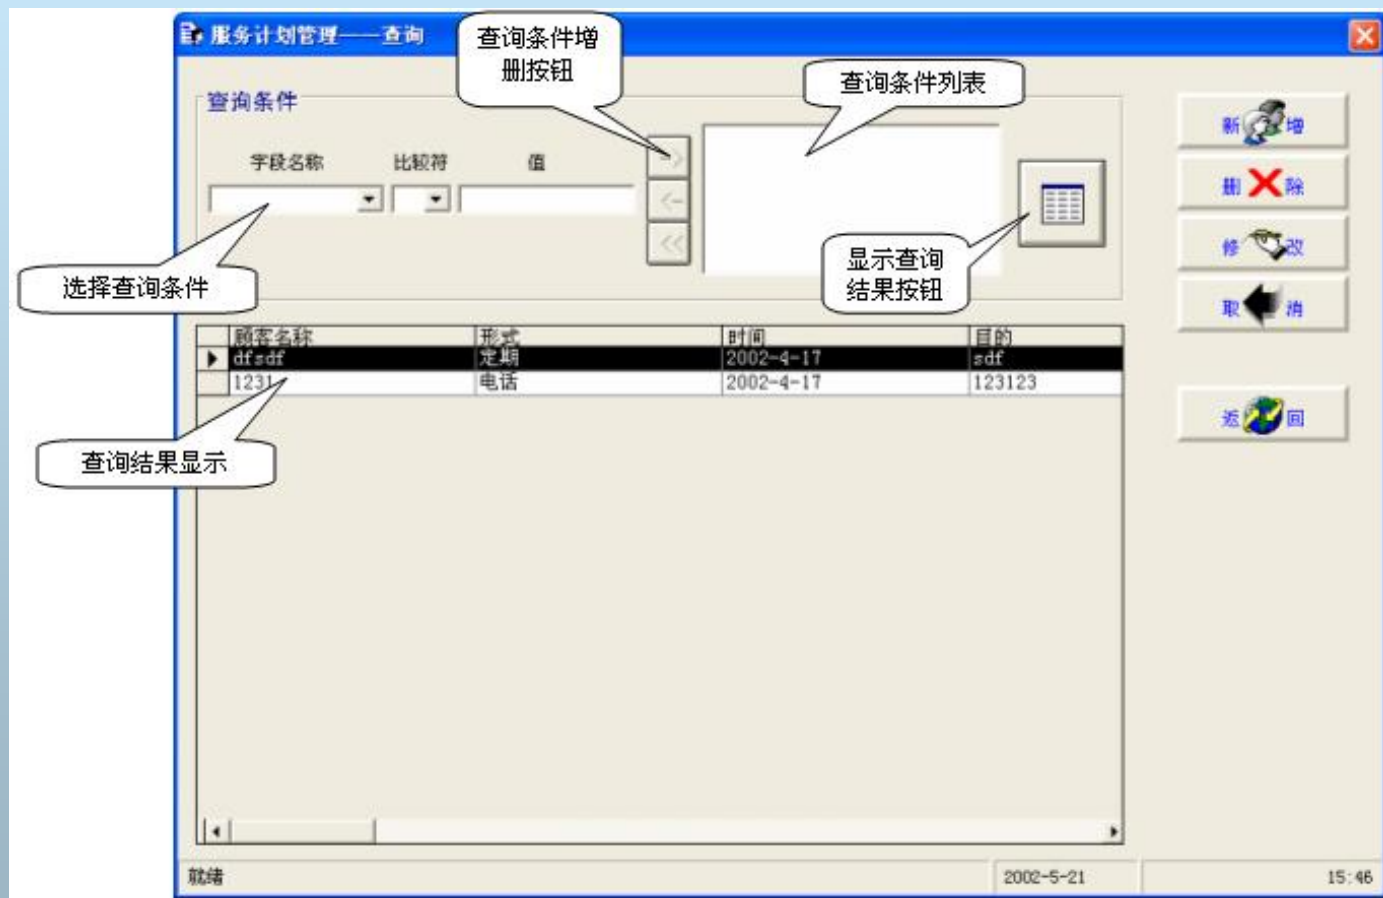 服务计划管理——查询
查询条件增
删按钮
查询条件列表
查询条件
字段名称 比较符 值
->
<-
<<
选择查询条件
显示查询
结果按钮
新增
删除
修改
取消
返回
顾客名称 形式 时间 目的
dfsdf 定期 2002-4-17 sdf
1231 电话 2002-4-17 123123
查询结果显示
就绪 2002-5-21 15:46